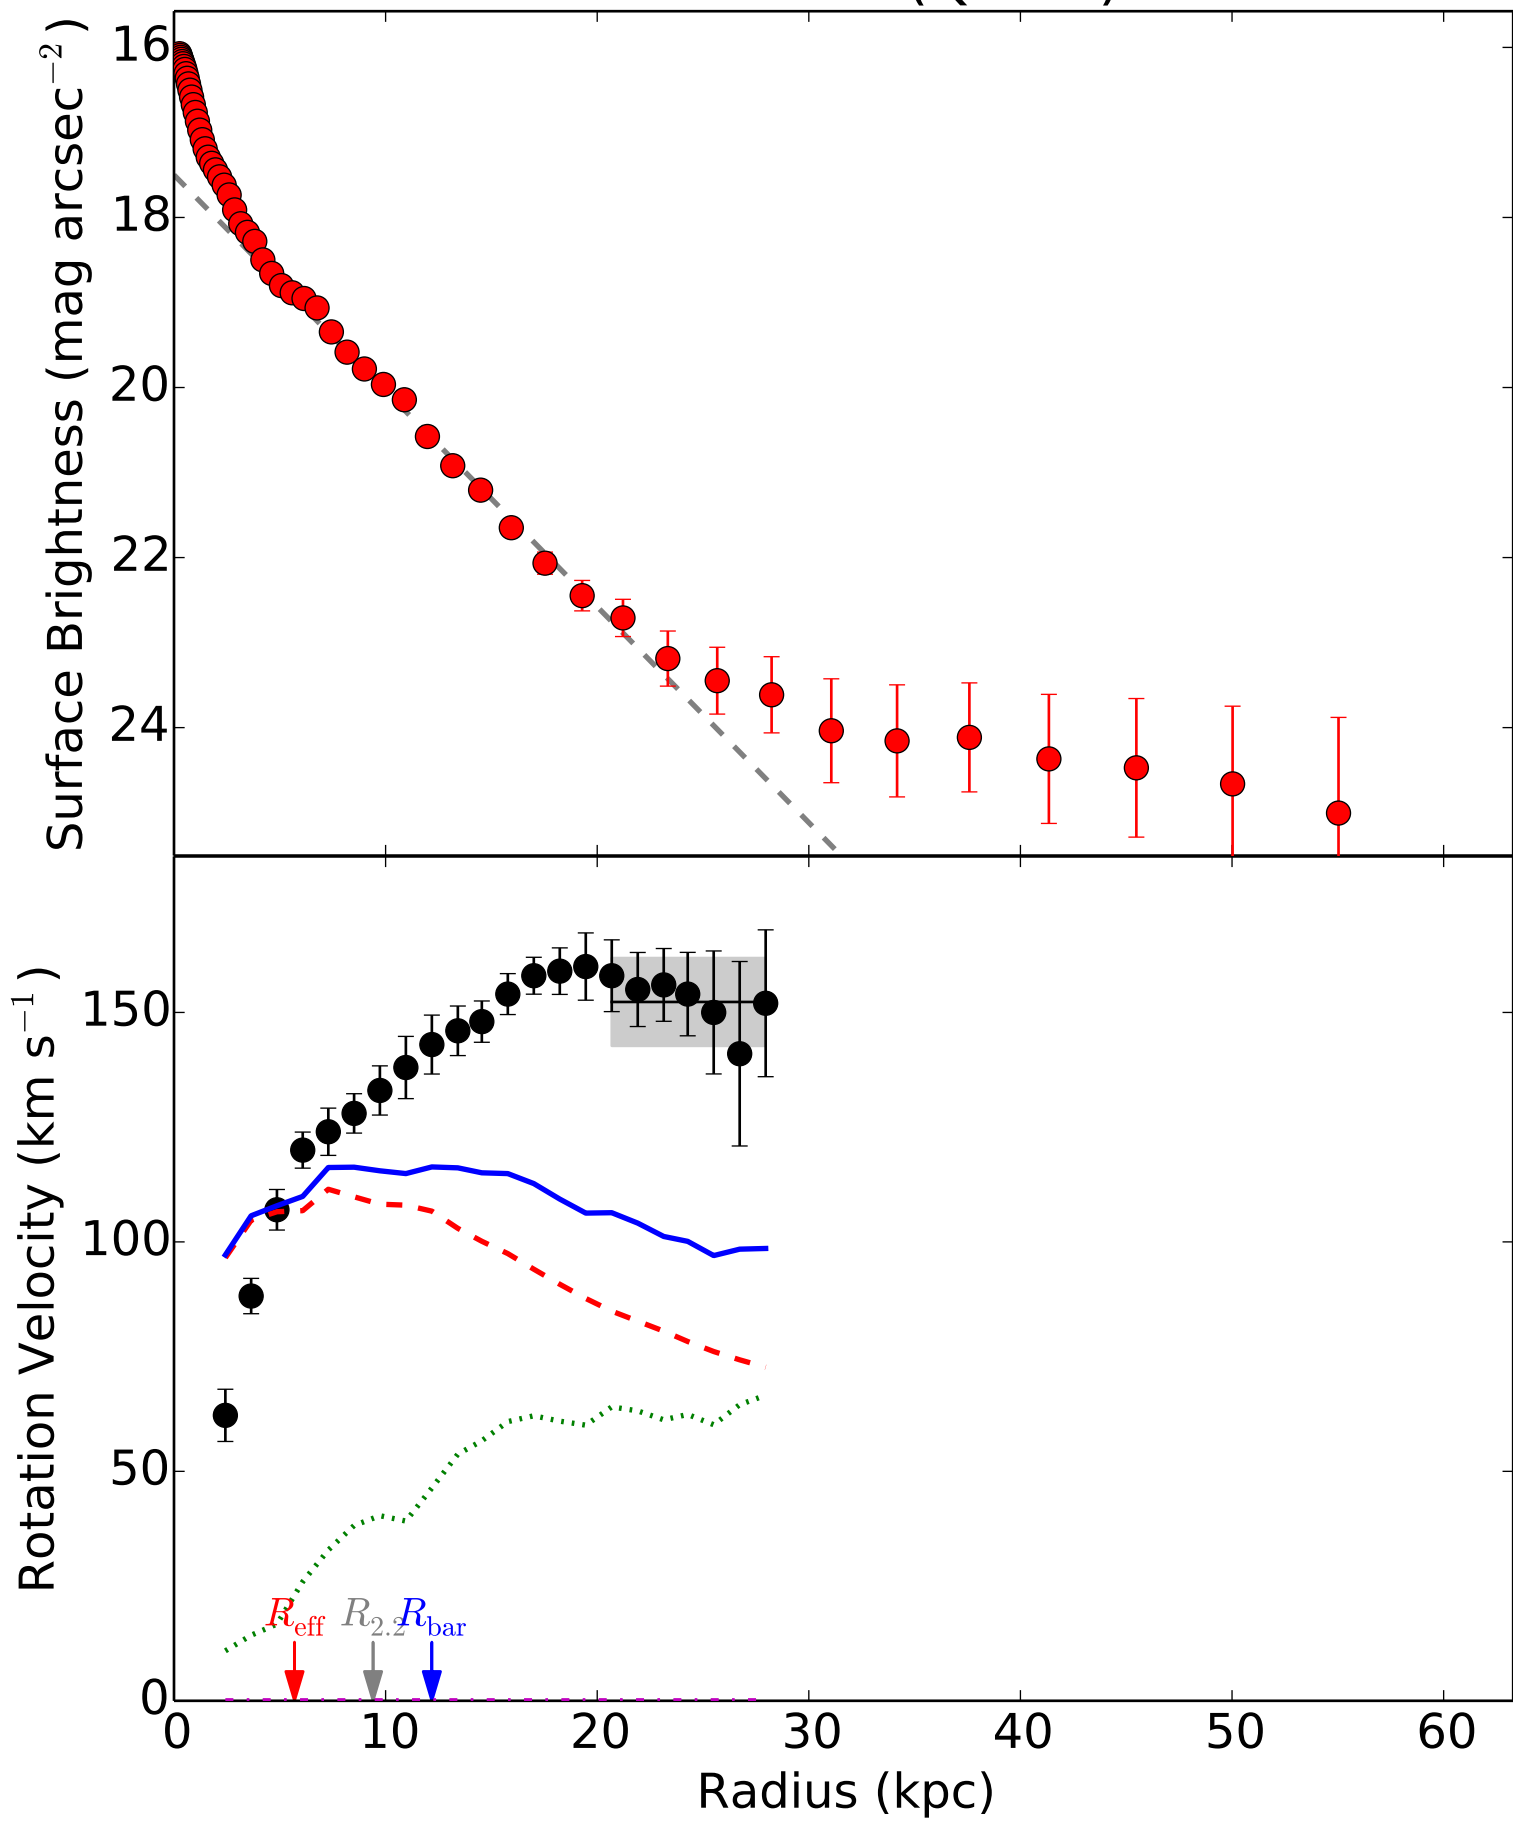 Surface Brightness (mag arcsec⁻²)
16
18
20
22
24
Rotation Velocity (km s⁻¹)
150
100
50
0
R_eff R_2.2 R_bar
0 10 20 30 40 50 60
Radius (kpc)